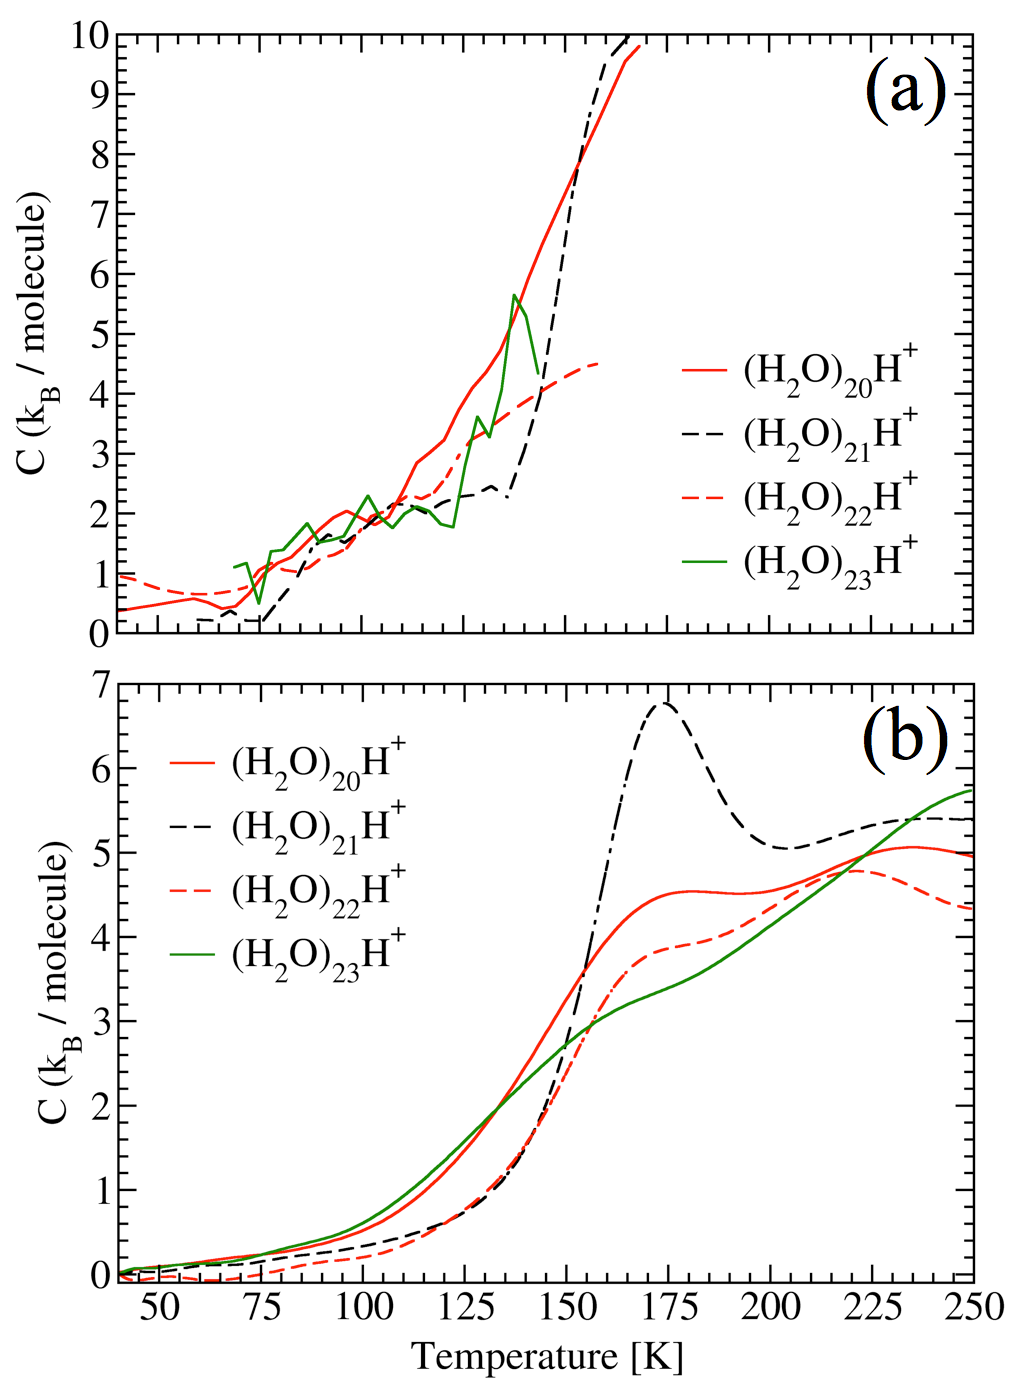 10
9
8
7
6
5
4
3
2
1
0
C (k_B / molecule)
(a)
(H₂O)₂₀H⁺
(H₂O)₂₁H⁺
(H₂O)₂₂H⁺
(H₂O)₂₃H⁺
7
6
5
4
3
2
1
0
C (k_B / molecule)
(b)
(H₂O)₂₀H⁺
(H₂O)₂₁H⁺
(H₂O)₂₂H⁺
(H₂O)₂₃H⁺
50 75 100 125 150 175 200 225 250
Temperature [K]